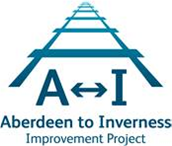 A↔I
Aberdeen to Inverness
Improvement Project